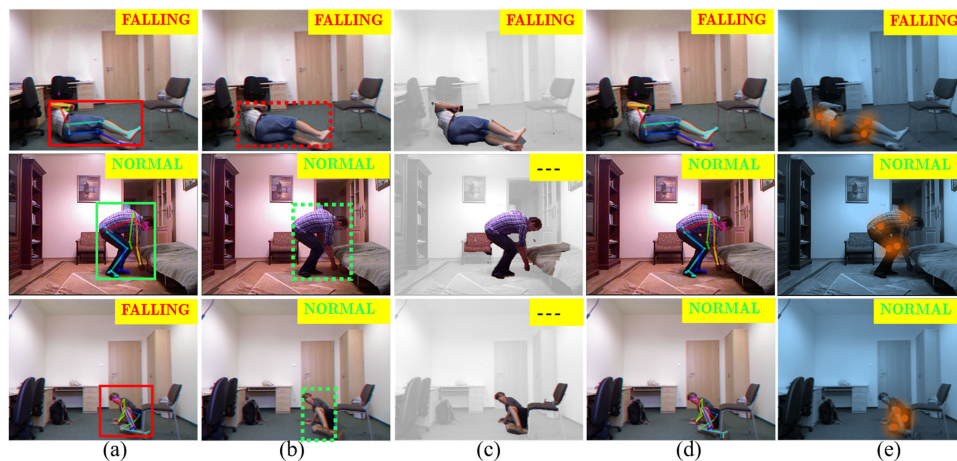 FALLING FALLING FALLING FALLING FALLING
NORMAL NORMAL --- NORMAL NORMAL
FALLING NORMAL --- NORMAL NORMAL
(a) (b) (c) (d) (e)